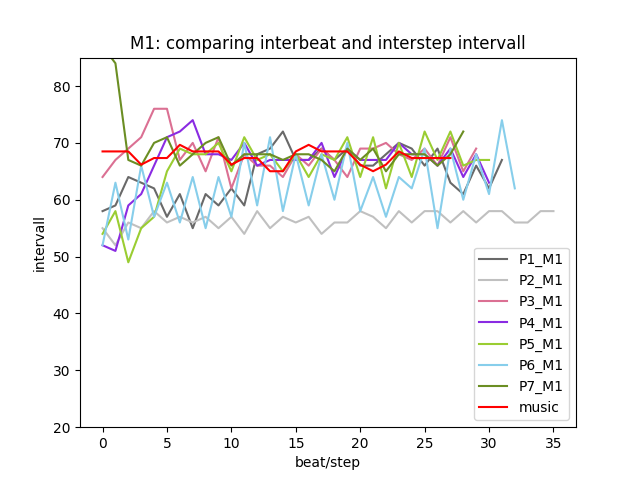 M1: comparing interbeat and interstep intervall
intervall
80
70
60
50
40
30
20
0 5 10 15 20 25 30 35
beat/step
P1_M1
P2_M1
P3_M1
P4_M1
P5_M1
P6_M1
P7_M1
music